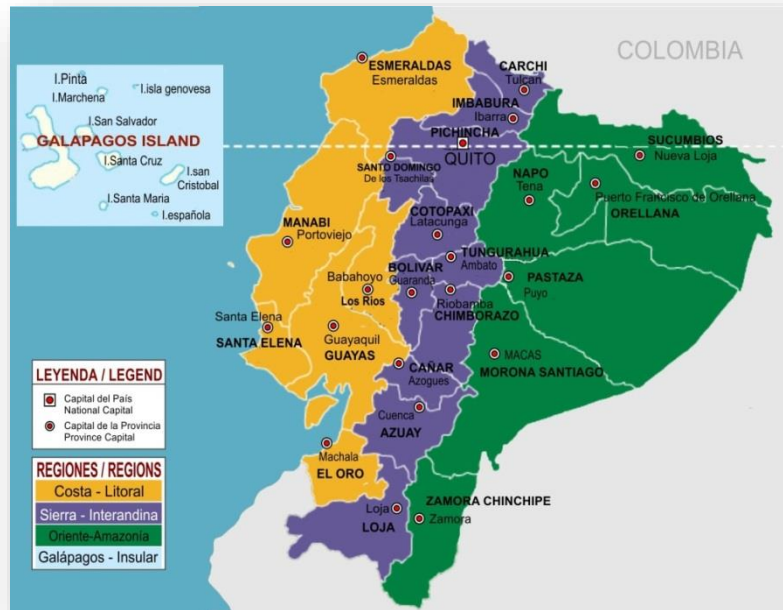 COLOMBIA
ESMERALDAS
Esmeraldas
CARCHI
Tulcan
IMBABURA
Ibarra
PICHINCHA
QUITO
I.Pinta
I.isla genovesa
I.Marchena
I.San Salvador
GALAPAGOS ISLAND
I.Santa Cruz
I.san
Cristobal
I.Santa Maria
I.española
SANTO DOMINGO
De los Tsachilas
SUCUMBIOS
Nueva Loja
NAPO
Tena
Puerto Francisco de Orellana
ORELLANA
COTOPAXI
Latacunga
MANABI
Portoviejo
TUNGURAHUA
Ambato
BOLIVAR
Guaranda
PASTAZA
Puyo
Babahoyo
Los Rios
Riobamba
CHIMBORAZO
Santa Elena
SANTA ELENA
Guayaquil
GUAYAS
MACAS
MORONA SANTIAGO
CAÑAR
Azogues
Cuenca
AZUAY
Machala
EL ORO
ZAMORA CHINCHIPE
Zamora
Loja
LOJA
LEYENDA / LEGEND
Capital del País
National Capital
Capital de la Provincia
Province Capital
REGIONES / REGIONS
Costa - Litoral
Sierra - Interandina
Oriente-Amazonía
Galápagos - Insular